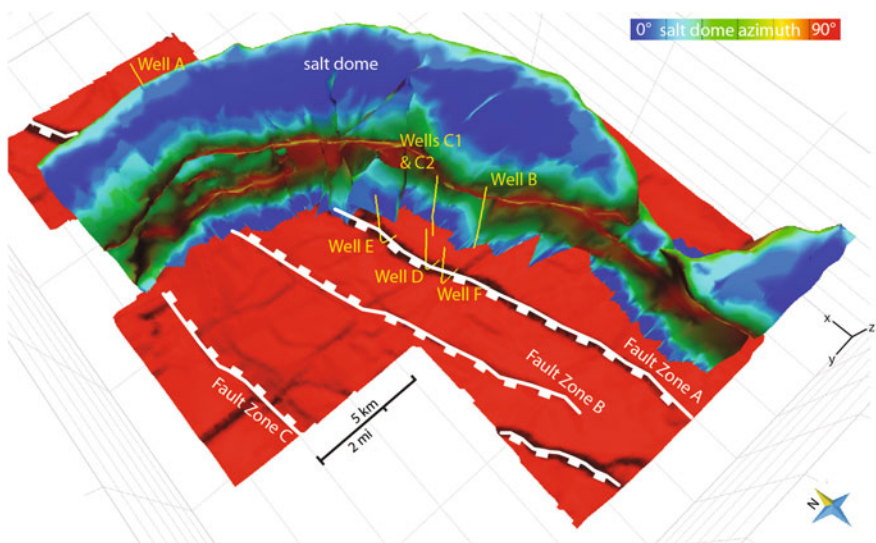 0° salt dome azimuth 90°
Well A
salt dome
Wells C1
& C2
Well B
Well E
Well D
Well F
Fault Zone A
Fault Zone B
Fault Zone C
5 km
2 mi
x
y
z
N